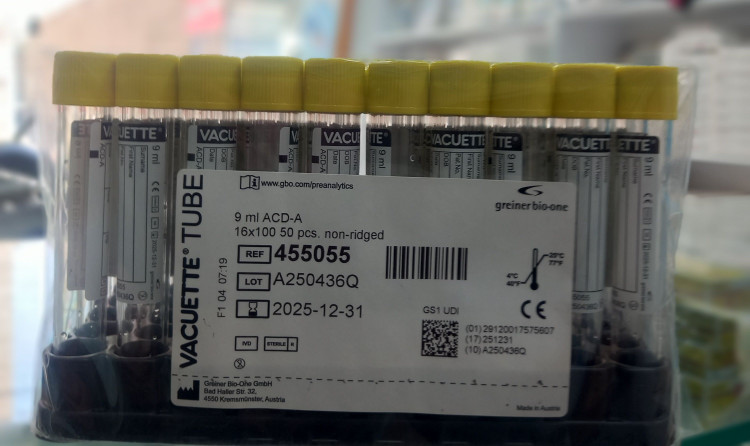 VACUETTE
VACUETTE
VACUETTE
VACUETTE
9 ml
ACD-A
www.gbo.com/preanalytics
greiner bio-one
VACUETTE® TUBE
F1 04. 07.19
9 ml ACD-A
16x100 50 pcs. non-ridged
REF 455055
LOT A250436Q
2025-12-31
25°C
77°F
4°C
40°F
CE
IVD
STERILE R
GS1 UDI
(01) 29120017575607
(17) 251231
(10) A250436Q
Greiner Bio-One GmbH
Bad Haller Str. 32,
4550 Kremsmünster, Austria
Made in Austria